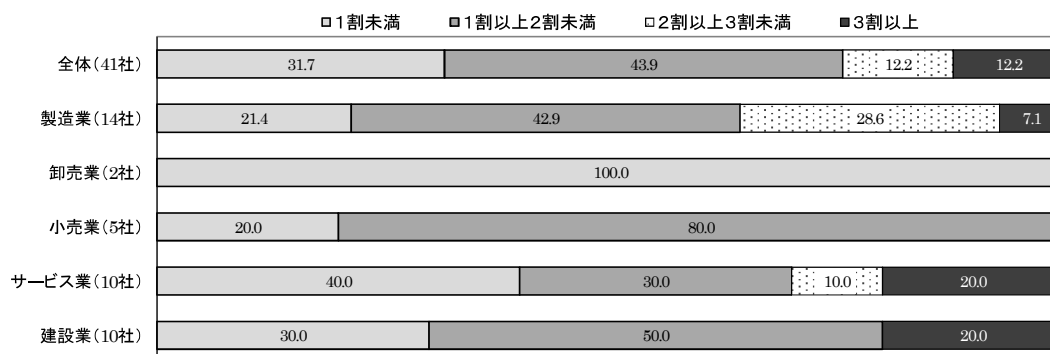 □1割未満 ■1割以上2割未満 □2割以上3割未満 ■3割以上
全体(41社) 31.7 43.9 12.2 12.2
製造業(14社) 21.4 42.9 28.6 7.1
卸売業(2社) 100.0
小売業(5社) 20.0 80.0
サービス業(10社) 40.0 30.0 10.0 20.0
建設業(10社) 30.0 50.0 20.0